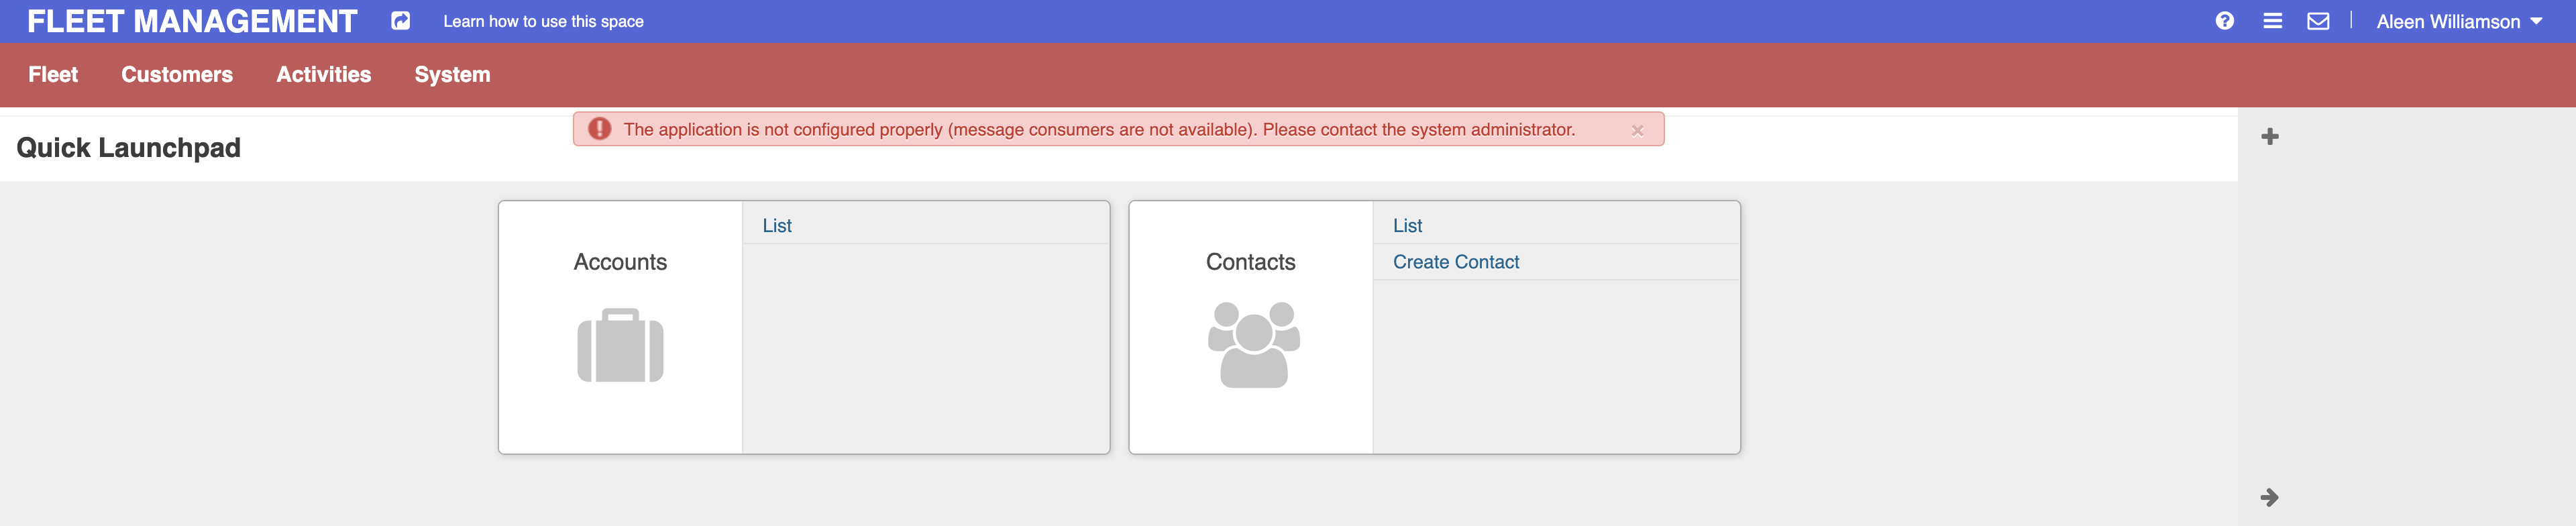 FLEET MANAGEMENT
Learn how to use this space
Aleen Williamson
Fleet
Customers
Activities
System
The application is not configured properly (message consumers are not available). Please contact the system administrator.
Quick Launchpad
Accounts
List
Contacts
List
Create Contact